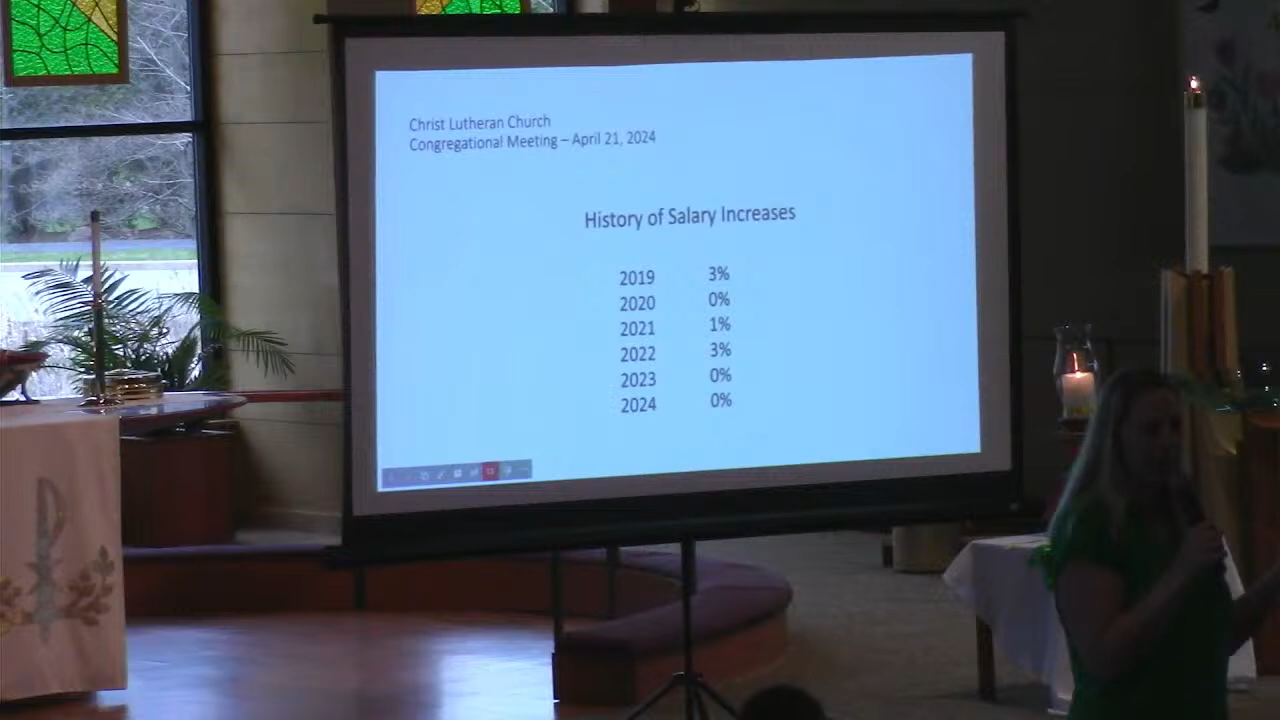 Christ Lutheran Church
Congregational Meeting – April 21, 2024
History of Salary Increases
2019 3%
2020 0%
2021 1%
2022 3%
2023 0%
2024 0%